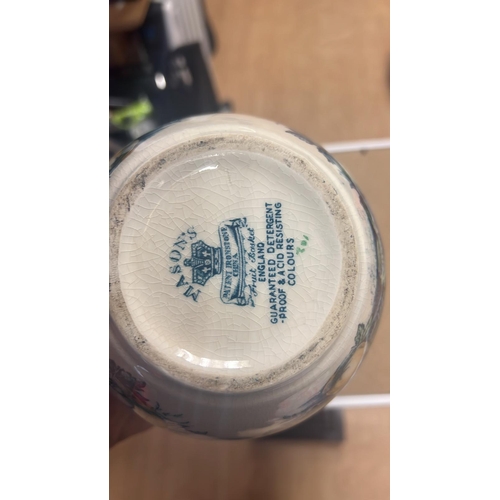 MASON'S
PATENT IRONSTONE
CHINA
Fruit Basket
ENGLAND
GUARANTEED DETERGENT
-PROOF & ACID RESISTING
COLOURS